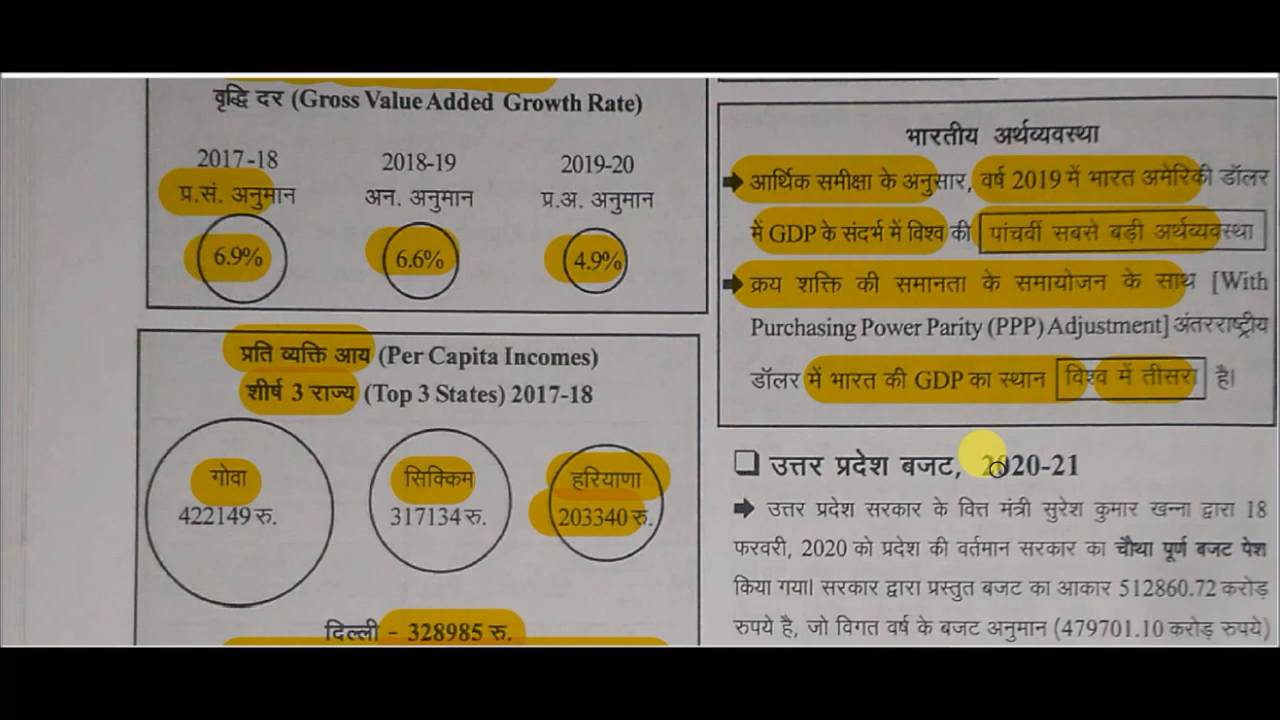 वृद्धि दर (Gross Value Added Growth Rate)
2017-18 2018-19 2019-20
प्र.सं. अनुमान अन. अनुमान प्र.अ. अनुमान
6.9% 6.6% 4.9%
प्रति व्यक्ति आय (Per Capita Incomes)
शीर्ष 3 राज्य (Top 3 States) 2017-18
गोवा सिक्किम हरियाणा
422149 रु. 317134 रु. 203340 रु.
दिल्ली - 328985 रु.
भारतीय अर्थव्यवस्था
➡ आर्थिक समीक्षा के अनुसार, वर्ष 2019 में भारत अमेरिकी डॉलर
में GDP के संदर्भ में विश्व की पांचवीं सबसे बड़ी अर्थव्यवस्था
➡ क्रय शक्ति की समानता के समायोजन के साथ [With
Purchasing Power Parity (PPP) Adjustment] अंतरराष्ट्रीय
डॉलर में भारत की GDP का स्थान विश्व में तीसरा है।
❑ उत्तर प्रदेश बजट, 2020-21
➡ उत्तर प्रदेश सरकार के वित्त मंत्री सुरेश कुमार खन्ना द्वारा 18
फरवरी, 2020 को प्रदेश की वर्तमान सरकार का चौथा पूर्ण बजट पेश
किया गया। सरकार द्वारा प्रस्तुत बजट का आकार 512860.72 करोड़
रुपये है, जो विगत वर्ष के बजट अनुमान (479701.10 करोड़ रुपये)